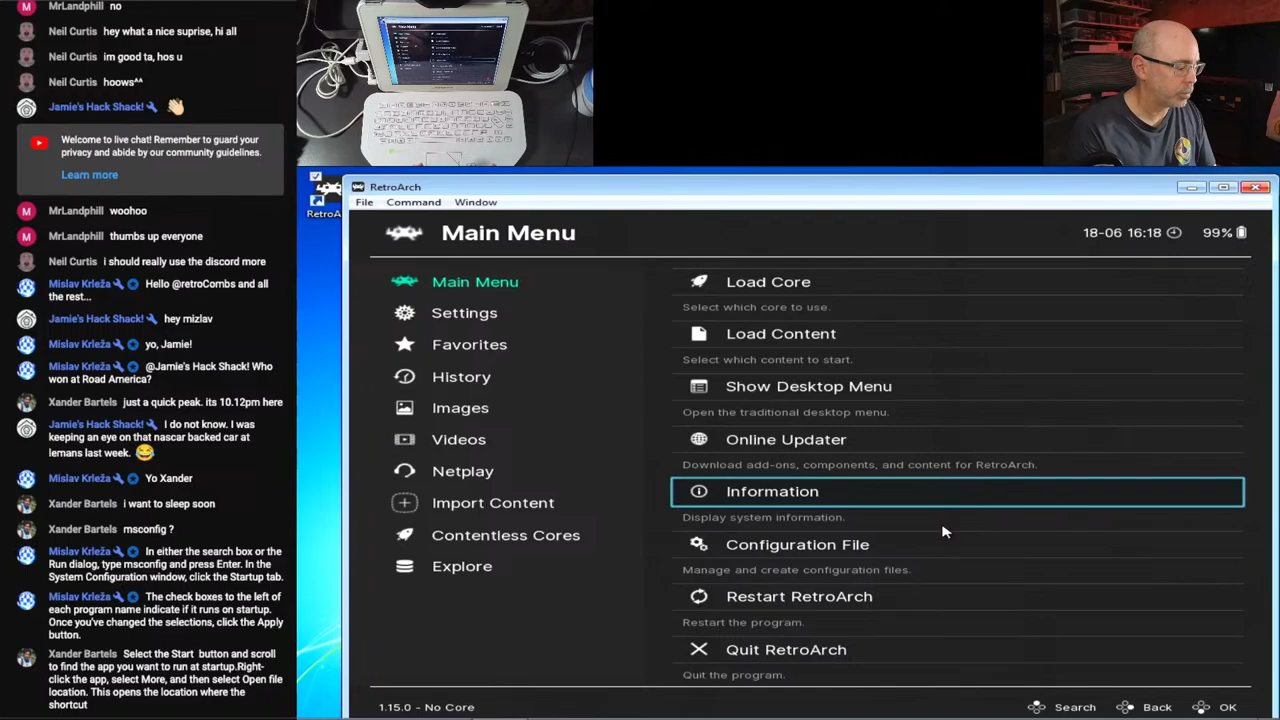 MrLandphill no
Neil Curtis hey what a nice suprise, hi all
Neil Curtis im good ta, hos u
Neil Curtis hoows^^
Jamie's Hack Shack! 👋
Welcome to live chat! Remember to guard your
privacy and abide by our community guidelines.
Learn more
MrLandphill woohoo
MrLandphill thumbs up everyone
Neil Curtis i should really use the discord more
Mislav Krleža Hello @retroCombs and all
the rest...
Jamie's Hack Shack! hey mizlav
Mislav Krleža yo, Jamie!
Mislav Krleža @Jamie's Hack Shack! Who
won at Road America?
Xander Bartels just a quick peak. its 10.12pm here
Jamie's Hack Shack! I do not know. I was
keeping an eye on that nascar backed car at
lemans last week. 😂
Mislav Krleža Yo Xander
Xander Bartels i want to sleep soon
Xander Bartels msconfig ?
Mislav Krleža In either the search box or the
Run dialog, type msconfig and press Enter. In the
System Configuration window, click the Startup tab.
Mislav Krleža The check boxes to the left of
each program name indicate if it runs on startup.
Once you've changed the selections, click the Apply
button.
Xander Bartels Select the Start button and scroll
to find the app you want to run at startup.Right-
click the app, select More, and then select Open file
location. This opens the location where the
shortcut
RetroA
RetroArch
File Command Window
Main Menu
18-06 16:18 99%
Main Menu
Settings
Favorites
History
Images
Videos
Netplay
Import Content
Contentless Cores
Explore
Load Core
Select which core to use.
Load Content
Select which content to start.
Show Desktop Menu
Open the traditional desktop menu.
Online Updater
Download add-ons, components, and content for RetroArch.
Information
Display system information.
Configuration File
Manage and create configuration files.
Restart RetroArch
Restart the program.
Quit RetroArch
Quit the program.
1.15.0 - No Core
Search Back OK